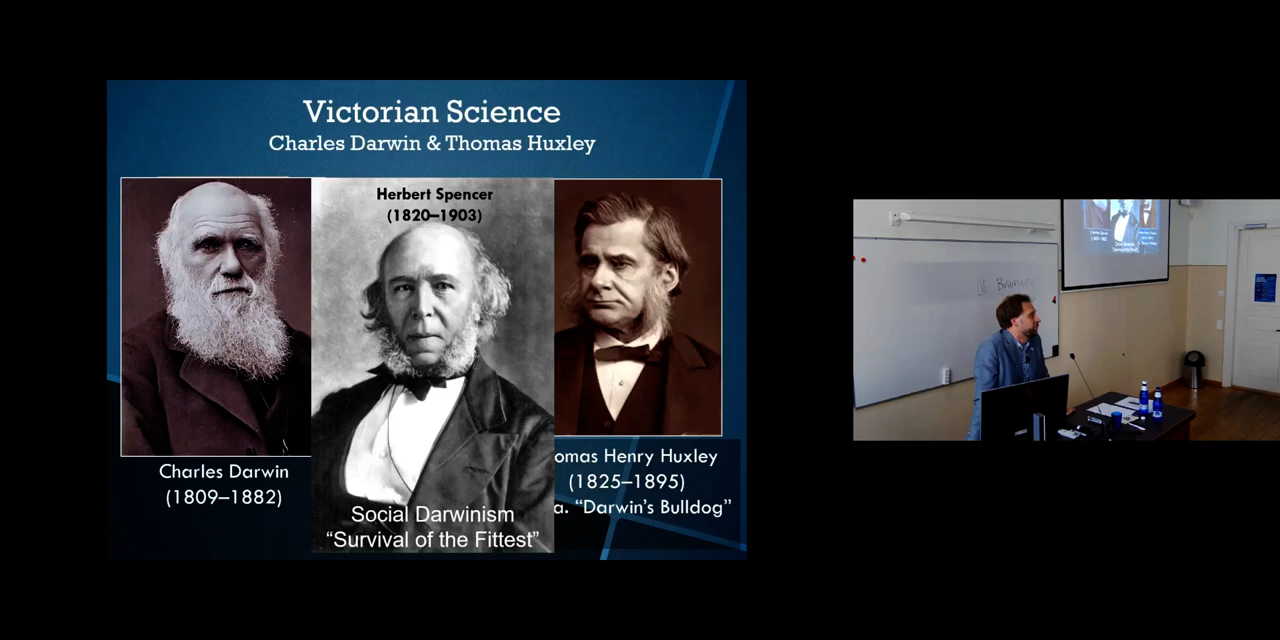 Victorian Science
Charles Darwin & Thomas Huxley
Herbert Spencer
(1820–1903)
Charles Darwin
(1809–1882)
Social Darwinism
“Survival of the Fittest”
omas Henry Huxley
(1825–1895)
a. “Darwin’s Bulldog”